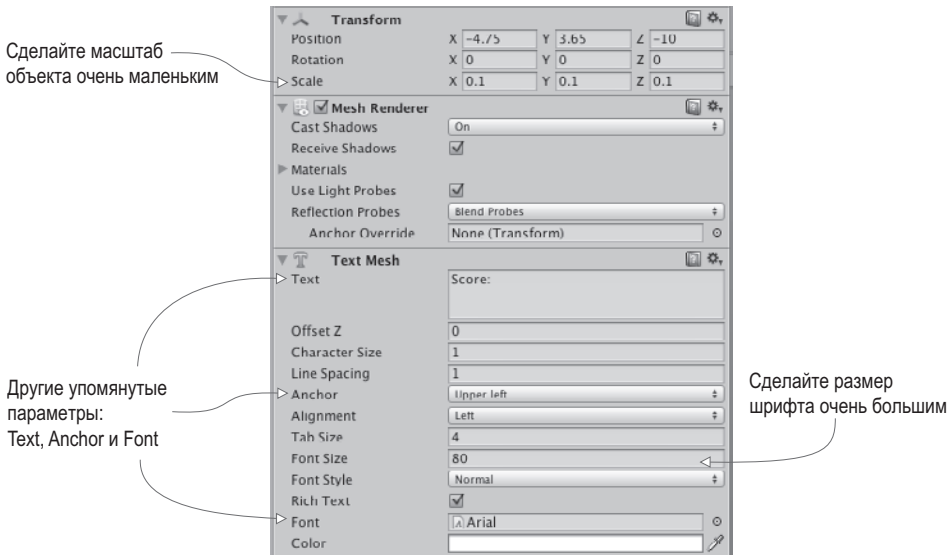 Сделайте масштаб
объекта очень маленьким
Transform
Position X -4.75 Y 3.65 Z -10
Rotation X 0 Y 0 Z 0
Scale X 0.1 Y 0.1 Z 0.1
Mesh Renderer
Cast Shadows On
Receive Shadows
Materials
Use Light Probes
Reflection Probes Blend Probes
Anchor Override None (Transform)
Text Mesh
Text Score:
Offset Z 0
Character Size 1
Line Spacing 1
Anchor Upper left
Alignment Left
Tab Size 4
Font Size 80
Font Style Normal
Rich Text
Font Arial
Color
Другие упомянутые
параметры:
Text, Anchor и Font
Сделайте размер
шрифта очень большим